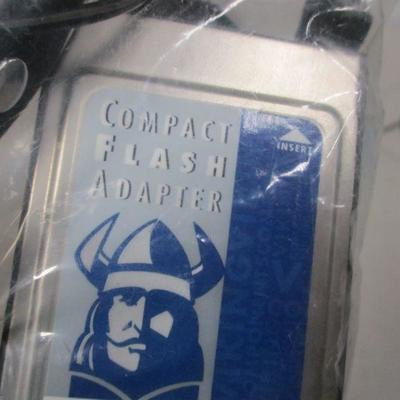 COMPACT
FLASH
ADAPTER
INSERT